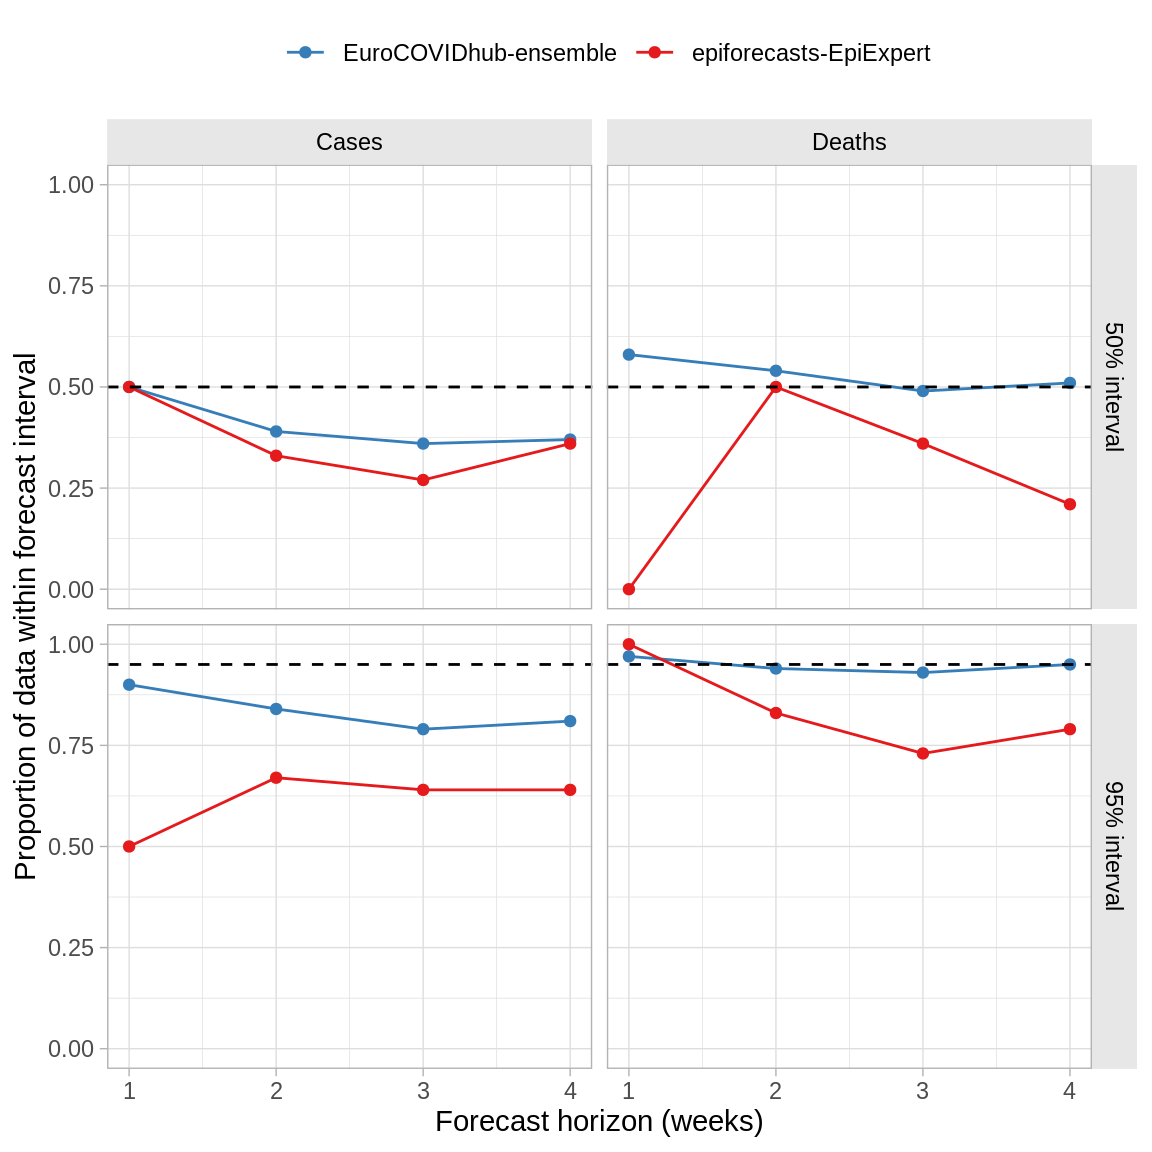 EuroCOVIDhub-ensemble epiforecasts-EpiExpert
Cases Deaths
1.00
0.75
0.50
0.25
0.00
50% interval
1.00
0.75
0.50
0.25
0.00
95% interval
1 2 3 4 1 2 3 4
Forecast horizon (weeks)
Proportion of data within forecast interval